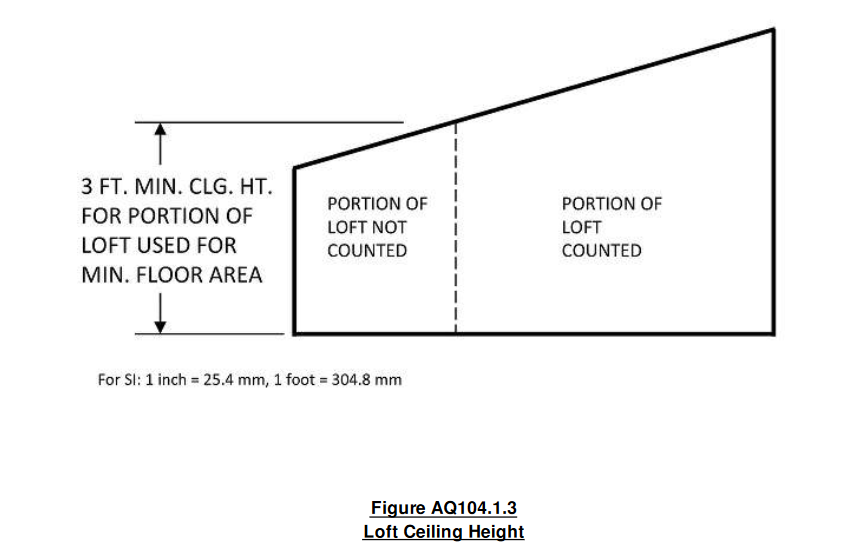 3 FT. MIN. CLG. HT.
FOR PORTION OF
LOFT USED FOR
MIN. FLOOR AREA
PORTION OF
LOFT NOT
COUNTED
PORTION OF
LOFT
COUNTED
For SI: 1 inch = 25.4 mm, 1 foot = 304.8 mm
Figure AQ104.1.3
Loft Ceiling Height